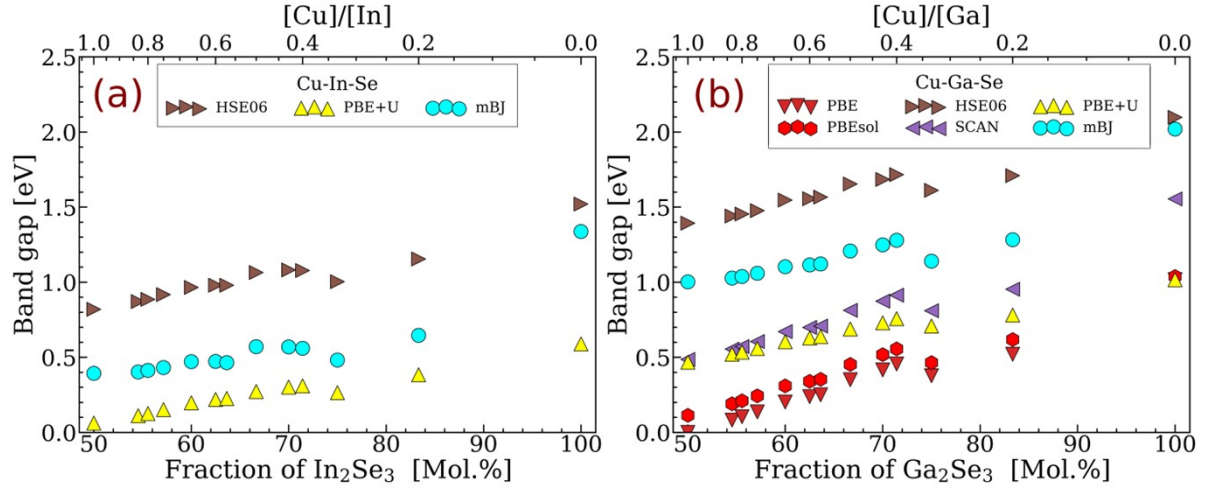 [Cu]/[In]
1.0 0.8 0.6 0.4 0.2 0.0
(a)
Cu-In-Se
HSE06 PBE+U mBJ
Band gap [eV]
2.5
2.0
1.5
1.0
0.5
0.0
50 60 70 80 90 100
Fraction of In₂Se₃ [Mol.%]
[Cu]/[Ga]
1.0 0.8 0.6 0.4 0.2 0.0
(b)
Cu-Ga-Se
PBE HSE06 PBE+U
PBEsol SCAN mBJ
Band gap [eV]
2.5
2.0
1.5
1.0
0.5
0.0
50 60 70 80 90 100
Fraction of Ga₂Se₃ [Mol.%]